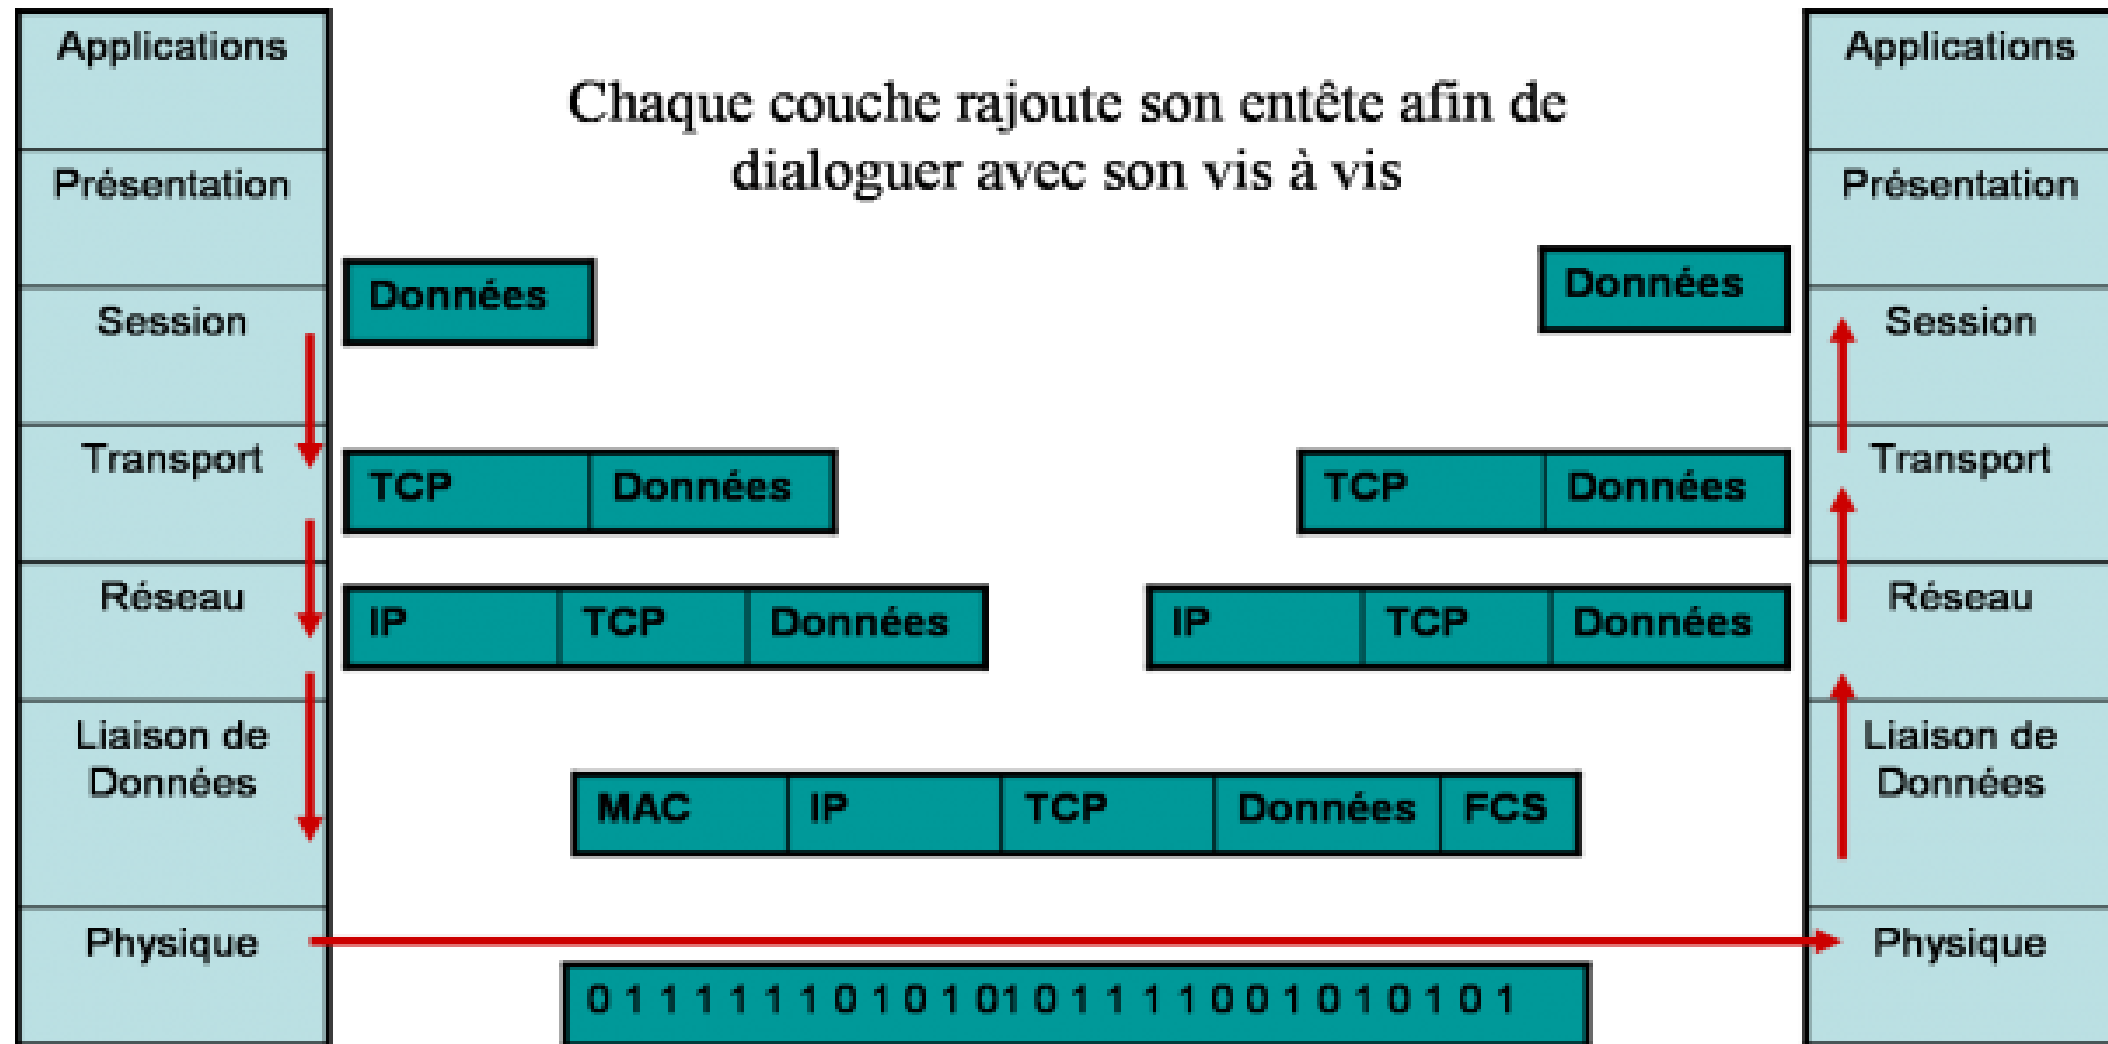 Applications
Applications
Chaque couche rajoute son entête afin de
dialoguer avec son vis à vis
Présentation
Présentation
Données
Données
Session
Session
Transport
Transport
TCP Données
TCP Données
Réseau
Réseau
IP TCP Données
IP TCP Données
Liaison de
Données
Liaison de
Données
MAC IP TCP Données FCS
Physique
Physique
0 1 1 1 1 1 1 0 1 0 1 01 0 1 1 1 1 0 0 1 0 1 0 1 0 1